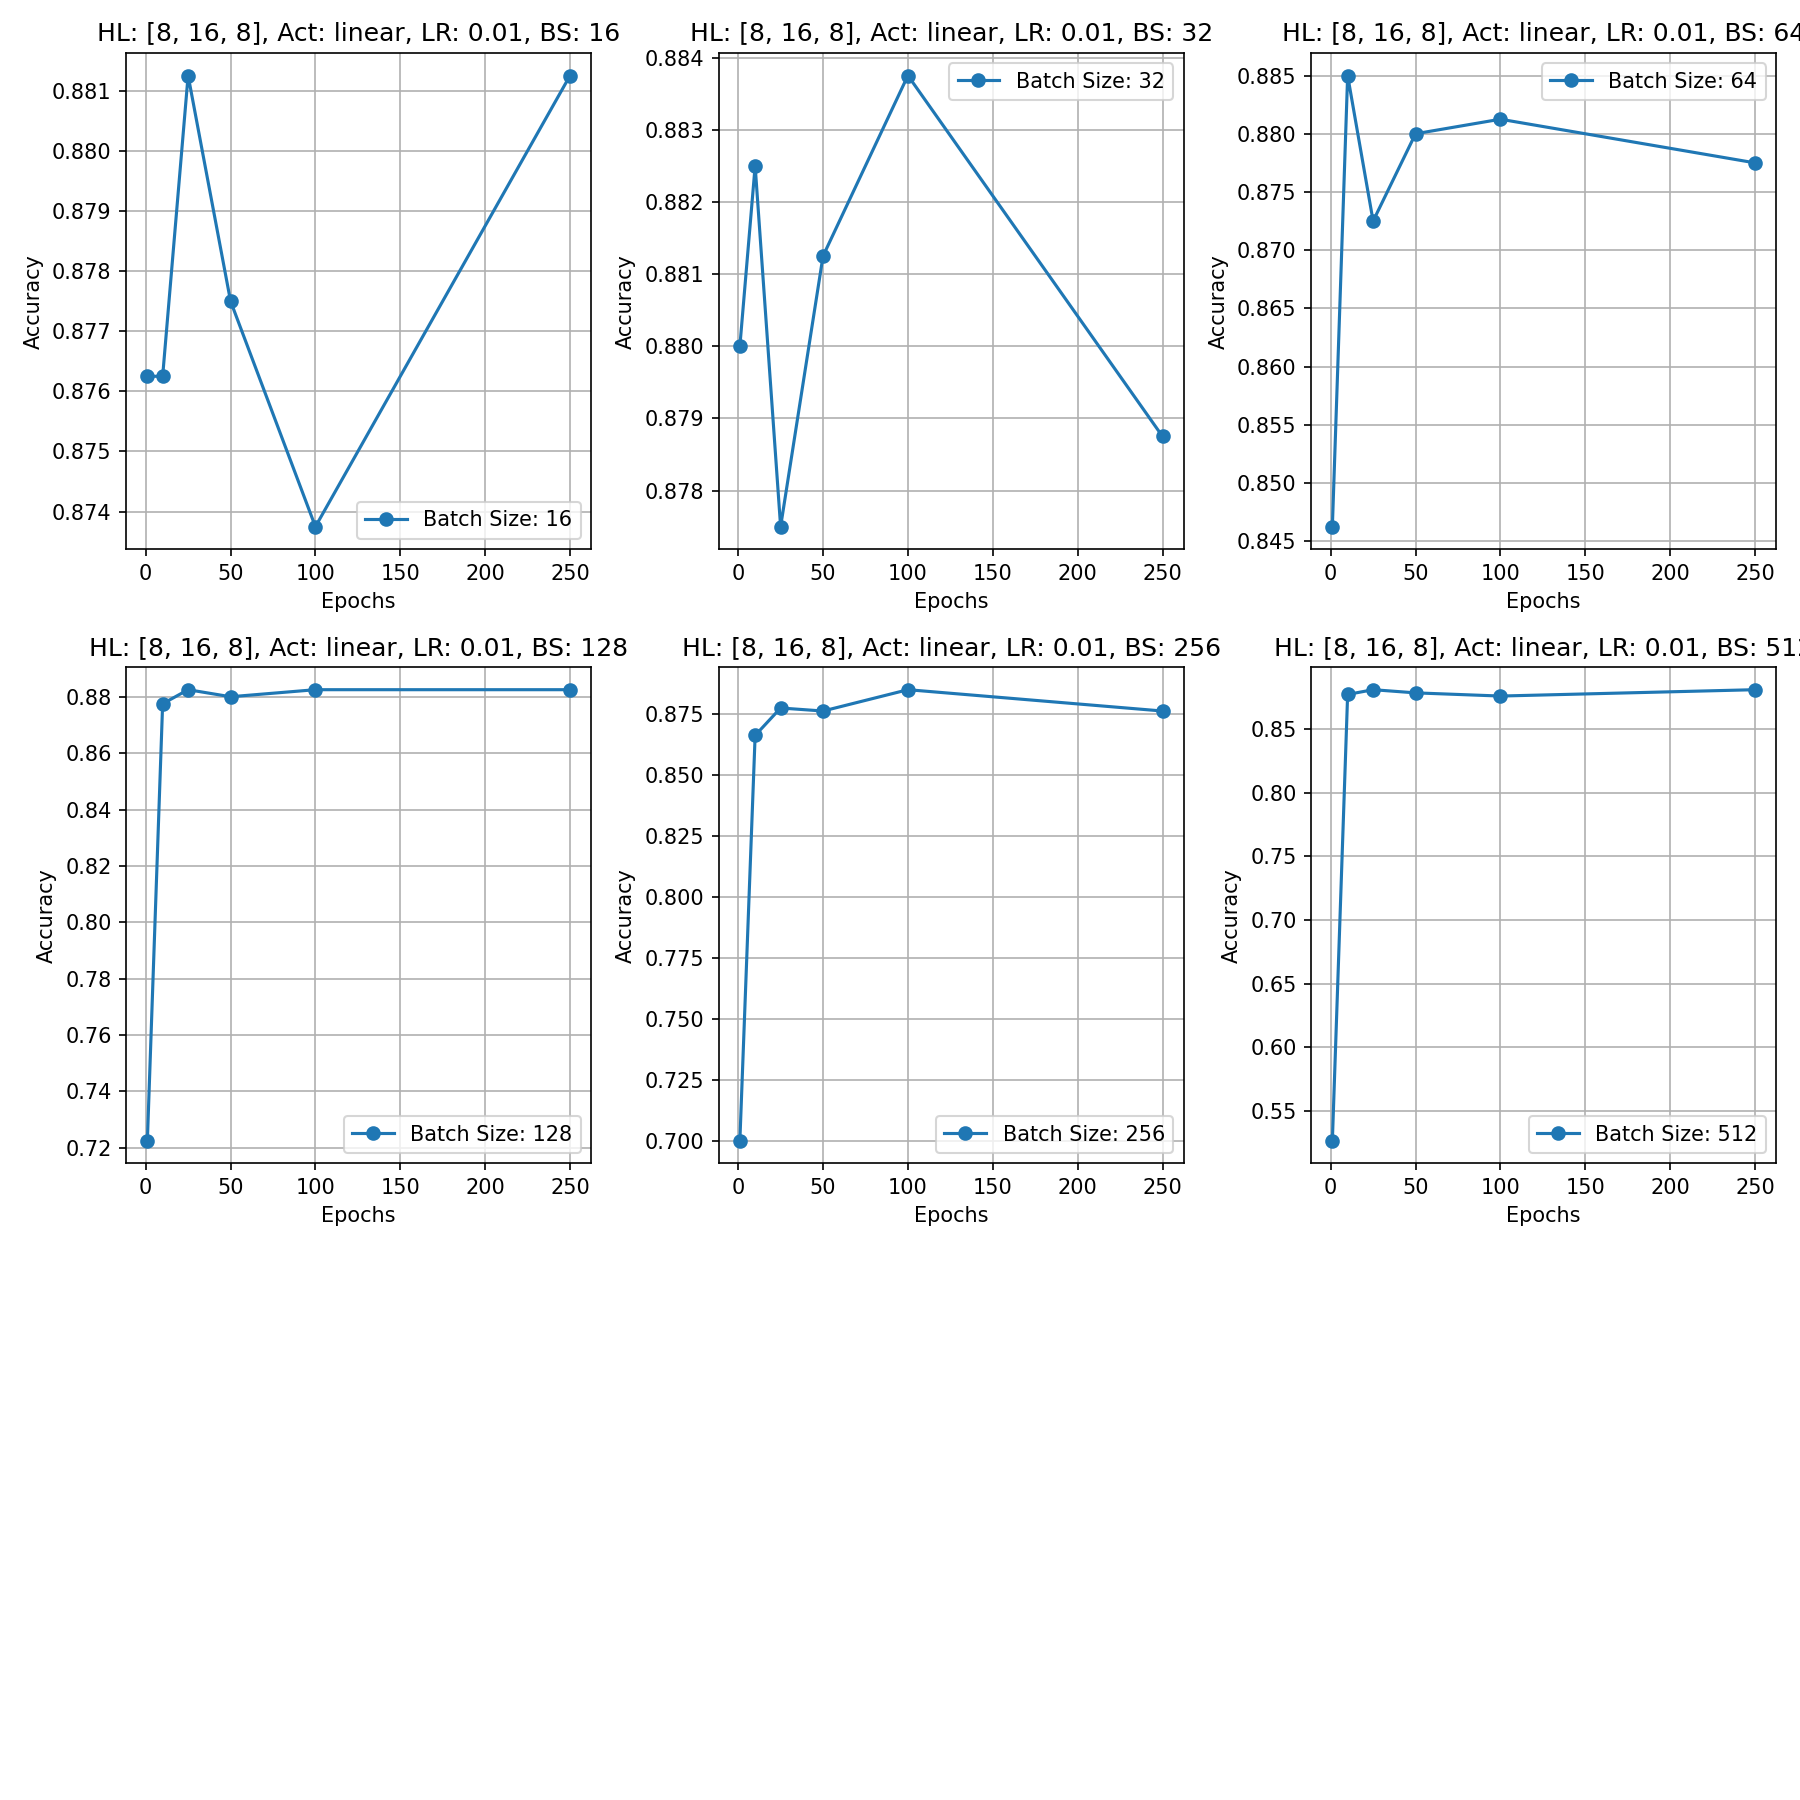 HL: [8, 16, 8], Act: linear, LR: 0.01, BS: 16
Accuracy
0.881
0.880
0.879
0.878
0.877
0.876
0.875
0.874
Batch Size: 16
0 50 100 150 200 250
Epochs
HL: [8, 16, 8], Act: linear, LR: 0.01, BS: 32
Accuracy
0.884
0.883
0.882
0.881
0.880
0.879
0.878
Batch Size: 32
0 50 100 150 200 250
Epochs
HL: [8, 16, 8], Act: linear, LR: 0.01, BS: 64
Accuracy
0.885
0.880
0.875
0.870
0.865
0.860
0.855
0.850
0.845
Batch Size: 64
0 50 100 150 200 250
Epochs
HL: [8, 16, 8], Act: linear, LR: 0.01, BS: 128
Accuracy
0.88
0.86
0.84
0.82
0.80
0.78
0.76
0.74
0.72
Batch Size: 128
0 50 100 150 200 250
Epochs
HL: [8, 16, 8], Act: linear, LR: 0.01, BS: 256
Accuracy
0.875
0.850
0.825
0.800
0.775
0.750
0.725
0.700
Batch Size: 256
0 50 100 150 200 250
Epochs
HL: [8, 16, 8], Act: linear, LR: 0.01, BS: 512
Accuracy
0.85
0.80
0.75
0.70
0.65
0.60
0.55
Batch Size: 512
0 50 100 150 200 250
Epochs